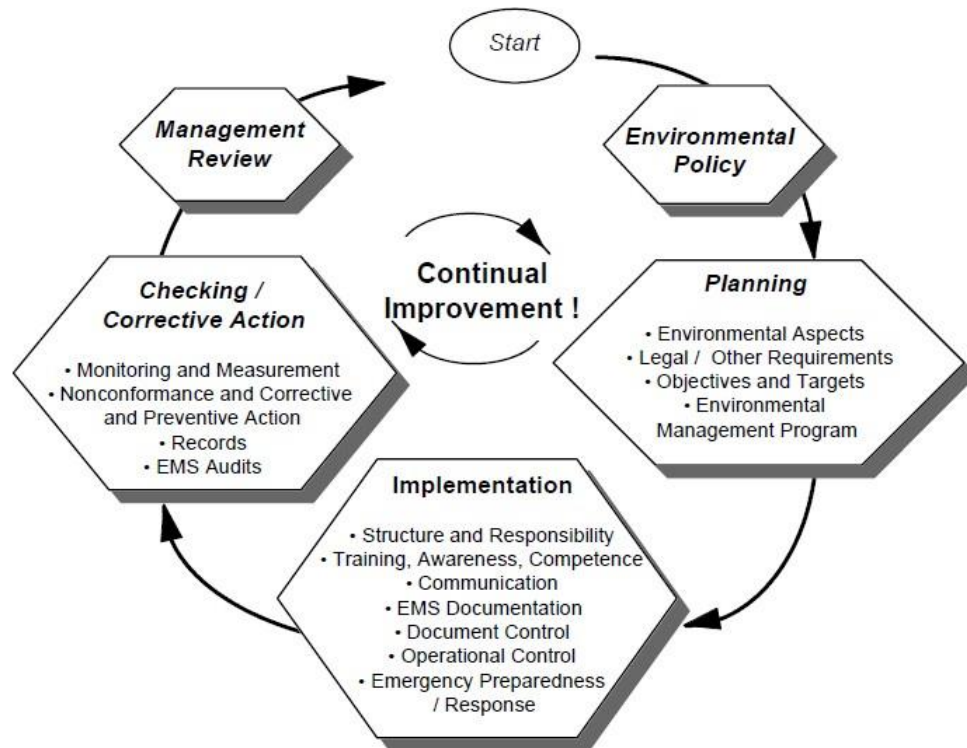 Start
Environmental
Policy
Planning
• Environmental Aspects
• Legal / Other Requirements
• Objectives and Targets
• Environmental
Management Program
Implementation
• Structure and Responsibility
• Training, Awareness, Competence
• Communication
• EMS Documentation
• Document Control
• Operational Control
• Emergency Preparedness
/ Response
Checking /
Corrective Action
• Monitoring and Measurement
• Nonconformance and Corrective
and Preventive Action
• Records
• EMS Audits
Management
Review
Continual
Improvement !